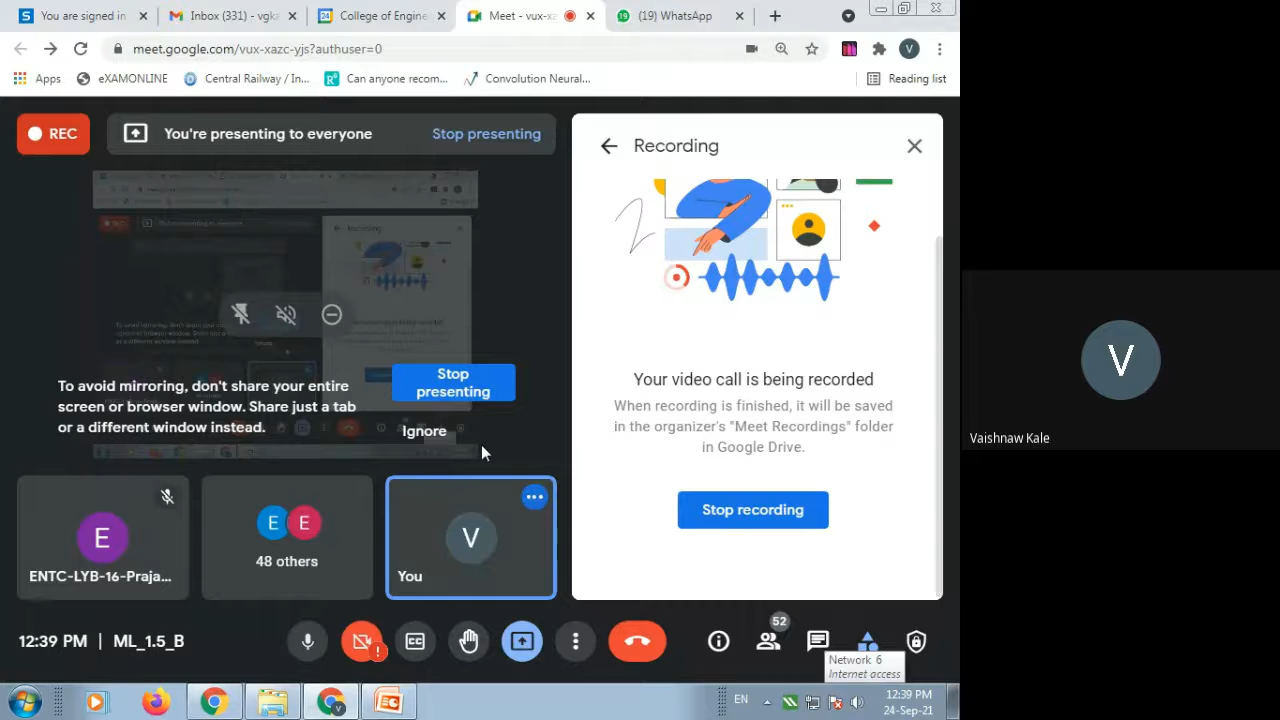 You are signed in
Inbox (331) - vgka
College of Engine
Meet - vux-xa
(19) WhatsApp
meet.google.com/vux-xazc-yjs?authuser=0
Apps
eXAMONLINE
Central Railway / In...
Can anyone recom...
Convolution Neural...
Reading list
REC
You're presenting to everyone
Stop presenting
To avoid mirroring, don't share your entire
screen or browser window. Share just a tab
or a different window instead.
Stop
presenting
Ignore
E
ENTC-LYB-16-Praja...
E E
48 others
V
You
Recording
Your video call is being recorded
When recording is finished, it will be saved
in the organizer's "Meet Recordings" folder
in Google Drive.
Stop recording
12:39 PM | ML_1.5_B
52
Network 6
Internet access
EN
12:39 PM
24-Sep-21
V
Vaishnaw Kale